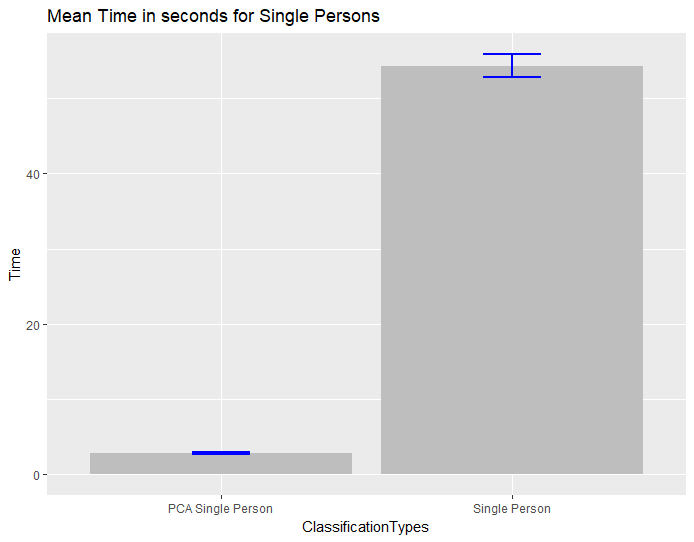 Mean Time in seconds for Single Persons
Time
40
20
0
PCA Single Person
Single Person
ClassificationTypes